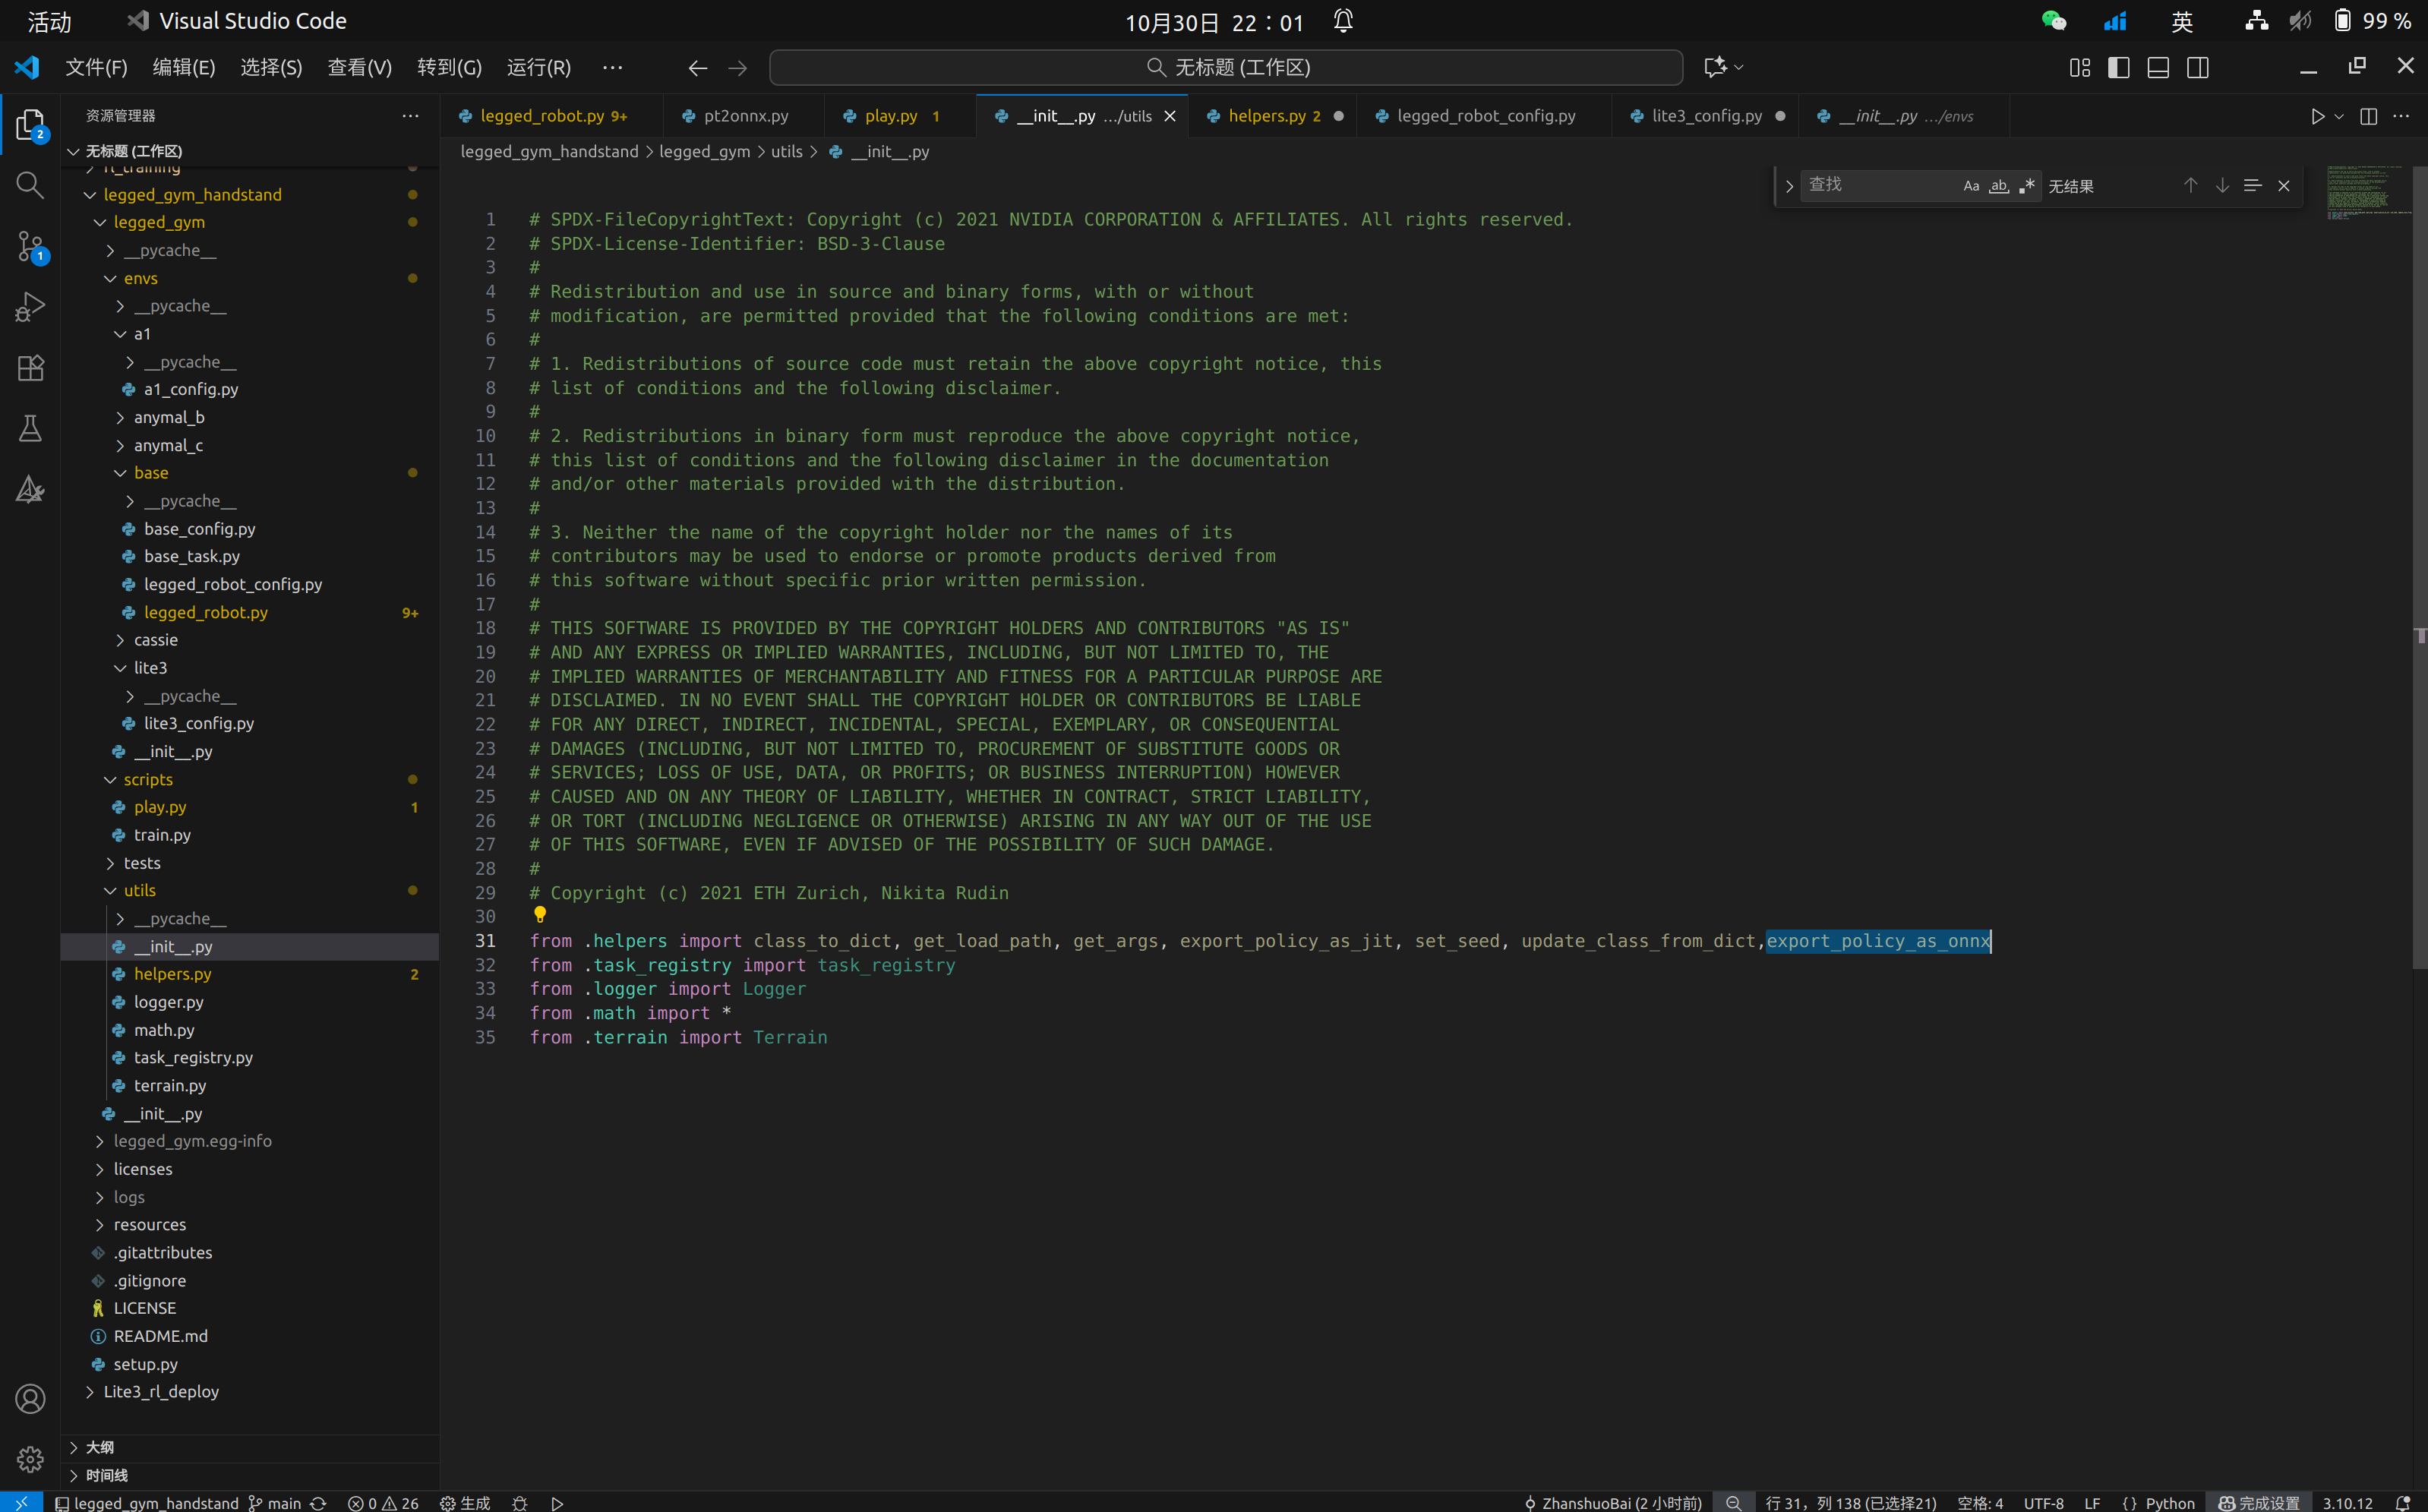 活动 Visual Studio Code 10月30日 22：01 英 99 %
文件(F) 编辑(E) 选择(S) 查看(V) 转到(G) 运行(R) ··· 无标题 (工作区)
资源管理器 ···
legged_robot.py 9+ pt2onnx.py play.py 1 __init__.py …/utils helpers.py 2 legged_robot_config.py lite3_config.py __init__.py …/envs
legged_gym_handstand > legged_gym > utils > __init__.py
查找 Aa ab 无结果
无标题 (工作区)
rl_training
legged_gym_handstand
legged_gym
__pycache__
envs
__pycache__
a1
__pycache__
a1_config.py
anymal_b
anymal_c
base
__pycache__
base_config.py
base_task.py
legged_robot_config.py
legged_robot.py 9+
cassie
lite3
__pycache__
lite3_config.py
__init__.py
scripts
play.py 1
train.py
tests
utils
__pycache__
__init__.py
helpers.py 2
logger.py
math.py
task_registry.py
terrain.py
__init__.py
legged_gym.egg-info
licenses
logs
resources
.gitattributes
.gitignore
LICENSE
README.md
setup.py
Lite3_rl_deploy
大纲
时间线
2
1
1 # SPDX-FileCopyrightText: Copyright (c) 2021 NVIDIA CORPORATION & AFFILIATES. All rights reserved.
2 # SPDX-License-Identifier: BSD-3-Clause
3 #
4 # Redistribution and use in source and binary forms, with or without
5 # modification, are permitted provided that the following conditions are met:
6 #
7 # 1. Redistributions of source code must retain the above copyright notice, this
8 # list of conditions and the following disclaimer.
9 #
10 # 2. Redistributions in binary form must reproduce the above copyright notice,
11 # this list of conditions and the following disclaimer in the documentation
12 # and/or other materials provided with the distribution.
13 #
14 # 3. Neither the name of the copyright holder nor the names of its
15 # contributors may be used to endorse or promote products derived from
16 # this software without specific prior written permission.
17 #
18 # THIS SOFTWARE IS PROVIDED BY THE COPYRIGHT HOLDERS AND CONTRIBUTORS "AS IS"
19 # AND ANY EXPRESS OR IMPLIED WARRANTIES, INCLUDING, BUT NOT LIMITED TO, THE
20 # IMPLIED WARRANTIES OF MERCHANTABILITY AND FITNESS FOR A PARTICULAR PURPOSE ARE
21 # DISCLAIMED. IN NO EVENT SHALL THE COPYRIGHT HOLDER OR CONTRIBUTORS BE LIABLE
22 # FOR ANY DIRECT, INDIRECT, INCIDENTAL, SPECIAL, EXEMPLARY, OR CONSEQUENTIAL
23 # DAMAGES (INCLUDING, BUT NOT LIMITED TO, PROCUREMENT OF SUBSTITUTE GOODS OR
24 # SERVICES; LOSS OF USE, DATA, OR PROFITS; OR BUSINESS INTERRUPTION) HOWEVER
25 # CAUSED AND ON ANY THEORY OF LIABILITY, WHETHER IN CONTRACT, STRICT LIABILITY,
26 # OR TORT (INCLUDING NEGLIGENCE OR OTHERWISE) ARISING IN ANY WAY OUT OF THE USE
27 # OF THIS SOFTWARE, EVEN IF ADVISED OF THE POSSIBILITY OF SUCH DAMAGE.
28 #
29 # Copyright (c) 2021 ETH Zurich, Nikita Rudin
30
31 from .helpers import class_to_dict, get_load_path, get_args, export_policy_as_jit, set_seed, update_class_from_dict,export_policy_as_onnx
32 from .task_registry import task_registry
33 from .logger import Logger
34 from .math import *
35 from .terrain import Terrain
legged_gym_handstand main 0 26 生成 ZhanshuoBai (2 小时前) 行 31，列 138 (已选择21) 空格: 4 UTF-8 LF {} Python 完成设置 3.10.12